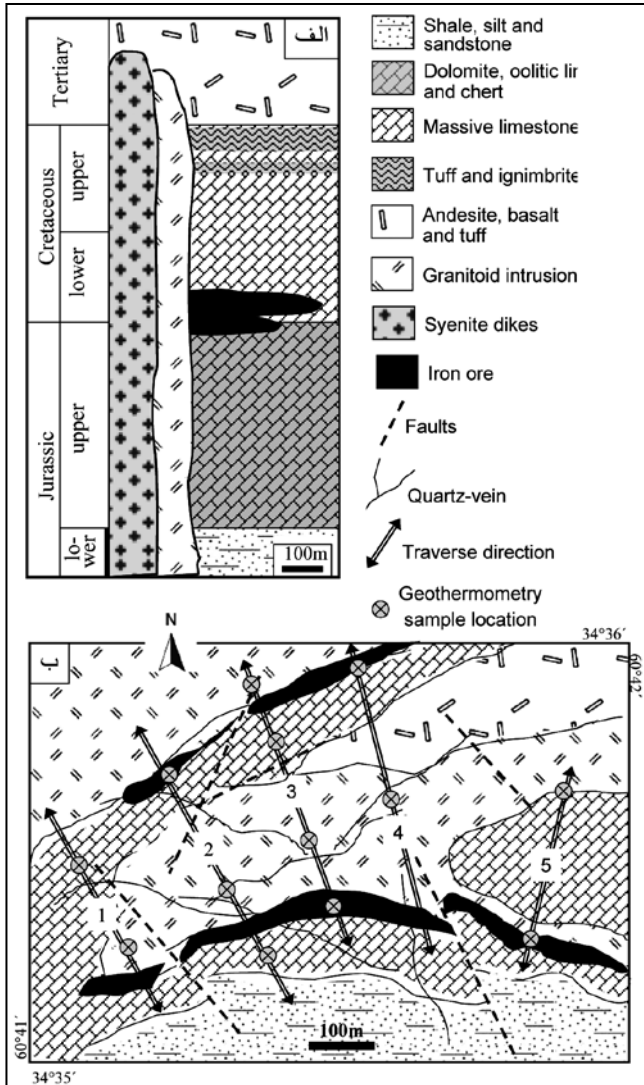 الف
Tertiary
Cretaceous
upper
lower
Jurassic
upper
lo-
wer
100m
Shale, silt and
sandstone
Dolomite, oolitic lir
and chert
Massive limestone
Tuff and ignimbrite
Andesite, basalt
and tuff
Granitoid intrusion
Syenite dikes
Iron ore
Faults
Quartz-vein
Traverse direction
Geothermometry
sample location
N
34°36´
60°42´
ب
1
2
3
4
5
100m
60°41´
34°35´